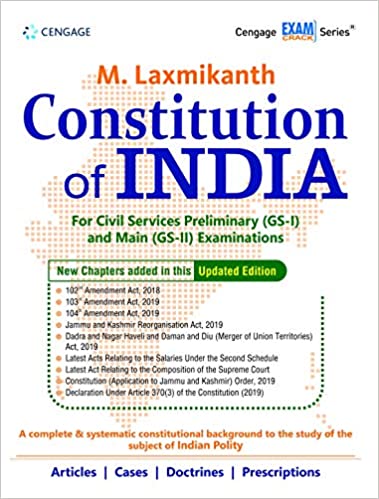 CENGAGE
Cengage EXAM CRACK Series®
M. Laxmikanth
Constitution
of INDIA
For Civil Services Preliminary (GS-I)
and Main (GS-II) Examinations
New Chapters added in this Updated Edition
102nd Amendment Act, 2018
103rd Amendment Act, 2019
104th Amendment Act, 2019
Jammu and Kashmir Reorganisation Act, 2019
Dadra and Nagar Haveli and Daman and Diu (Merger of Union Territories)
Act, 2019
Latest Acts Relating to the Salaries Under the Second Schedule
Latest Act Relating to the Composition of the Supreme Court
Constitution (Application to Jammu and Kashmir) Order, 2019
Declaration Under Article 370(3) of the Constitution (2019)
A complete & systematic constitutional background to the study of the
subject of Indian Polity
Articles | Cases | Doctrines | Prescriptions